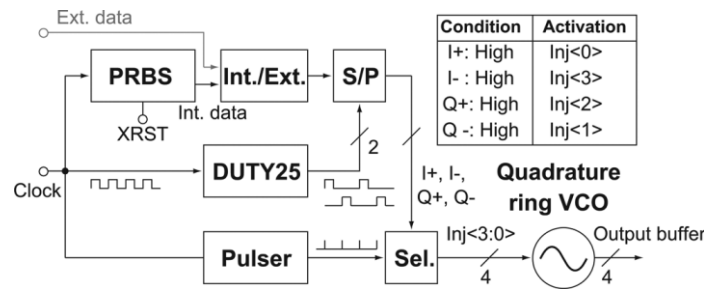 Ext. data
PRBS
Int./Ext.
S/P
Int. data
XRST
2
Clock
DUTY25
I+, I-,
Q+, Q-
Pulser
Sel.
Inj<3:0>
4
Quadrature
ring VCO
Output buffer
4
Condition Activation
I+: High Inj<0>
I- : High Inj<3>
Q+: High Inj<2>
Q -: High Inj<1>